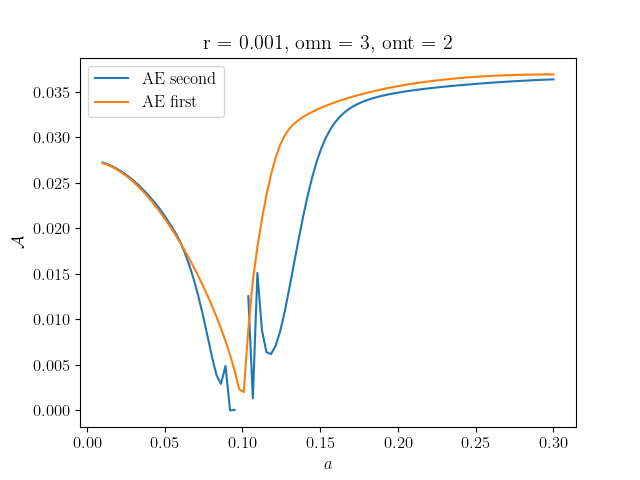 r = 0.001, omn = 3, omt = 2
AE second
AE first
0.035
0.030
0.025
0.020
0.015
0.010
0.005
0.000
𝒜
0.00 0.05 0.10 0.15 0.20 0.25 0.30
a